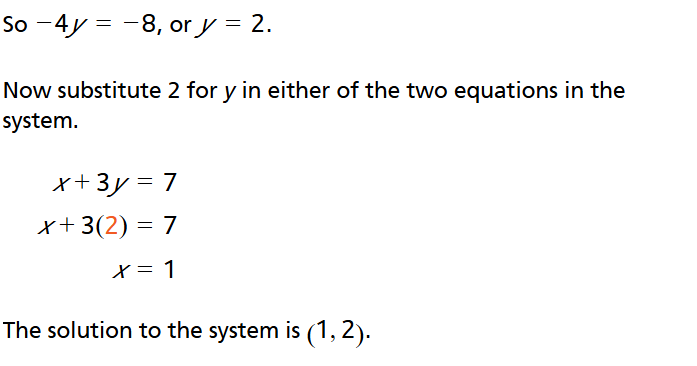 So −4y = −8, or y = 2.
Now substitute 2 for y in either of the two equations in the
system.
x + 3y = 7
x + 3(2) = 7
x = 1
The solution to the system is (1, 2).